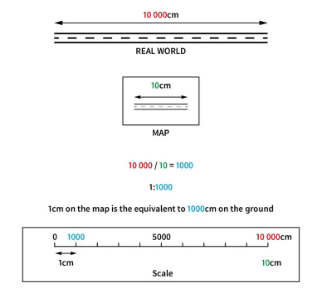 10 000cm
REAL WORLD
10cm
MAP
10 000 / 10 = 1000
1:1000
1cm on the map is the equivalent to 1000cm on the ground
0 1000 5000 10 000cm
1cm 10cm
Scale